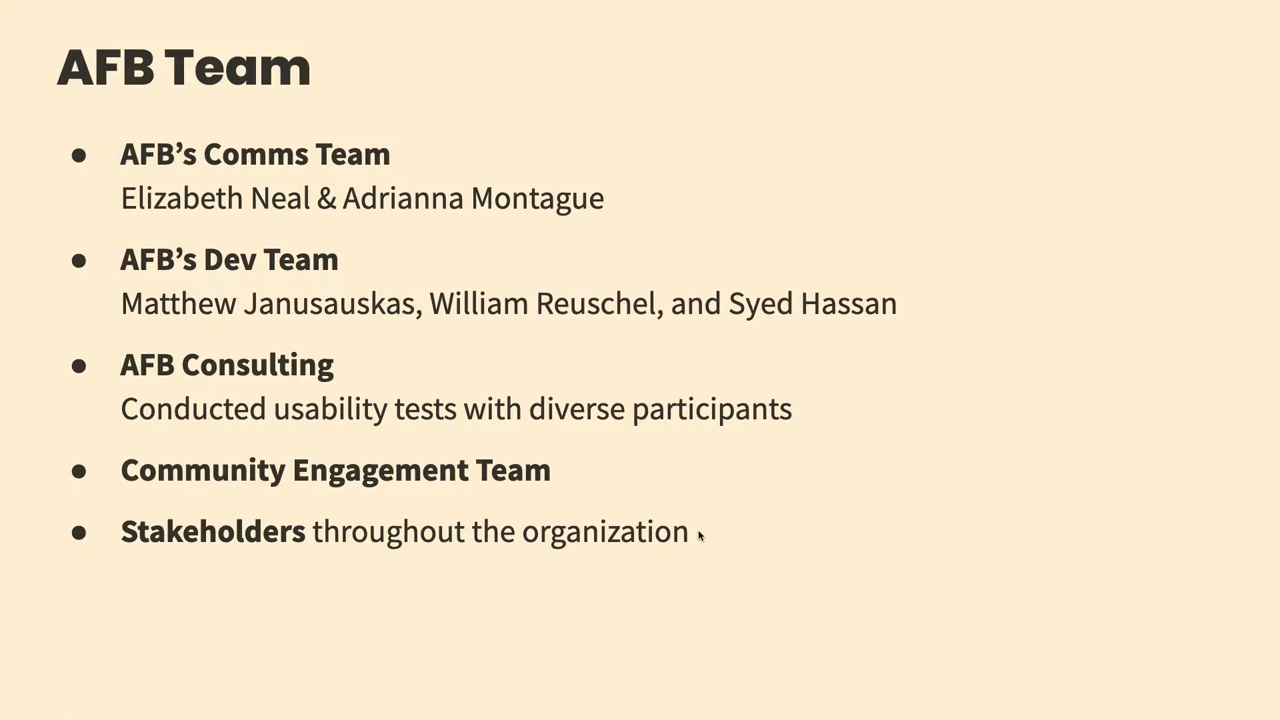 AFB Team
● AFB’s Comms Team
Elizabeth Neal & Adrianna Montague
● AFB’s Dev Team
Matthew Janusauskas, William Reuschel, and Syed Hassan
● AFB Consulting
Conducted usability tests with diverse participants
● Community Engagement Team
● Stakeholders throughout the organization